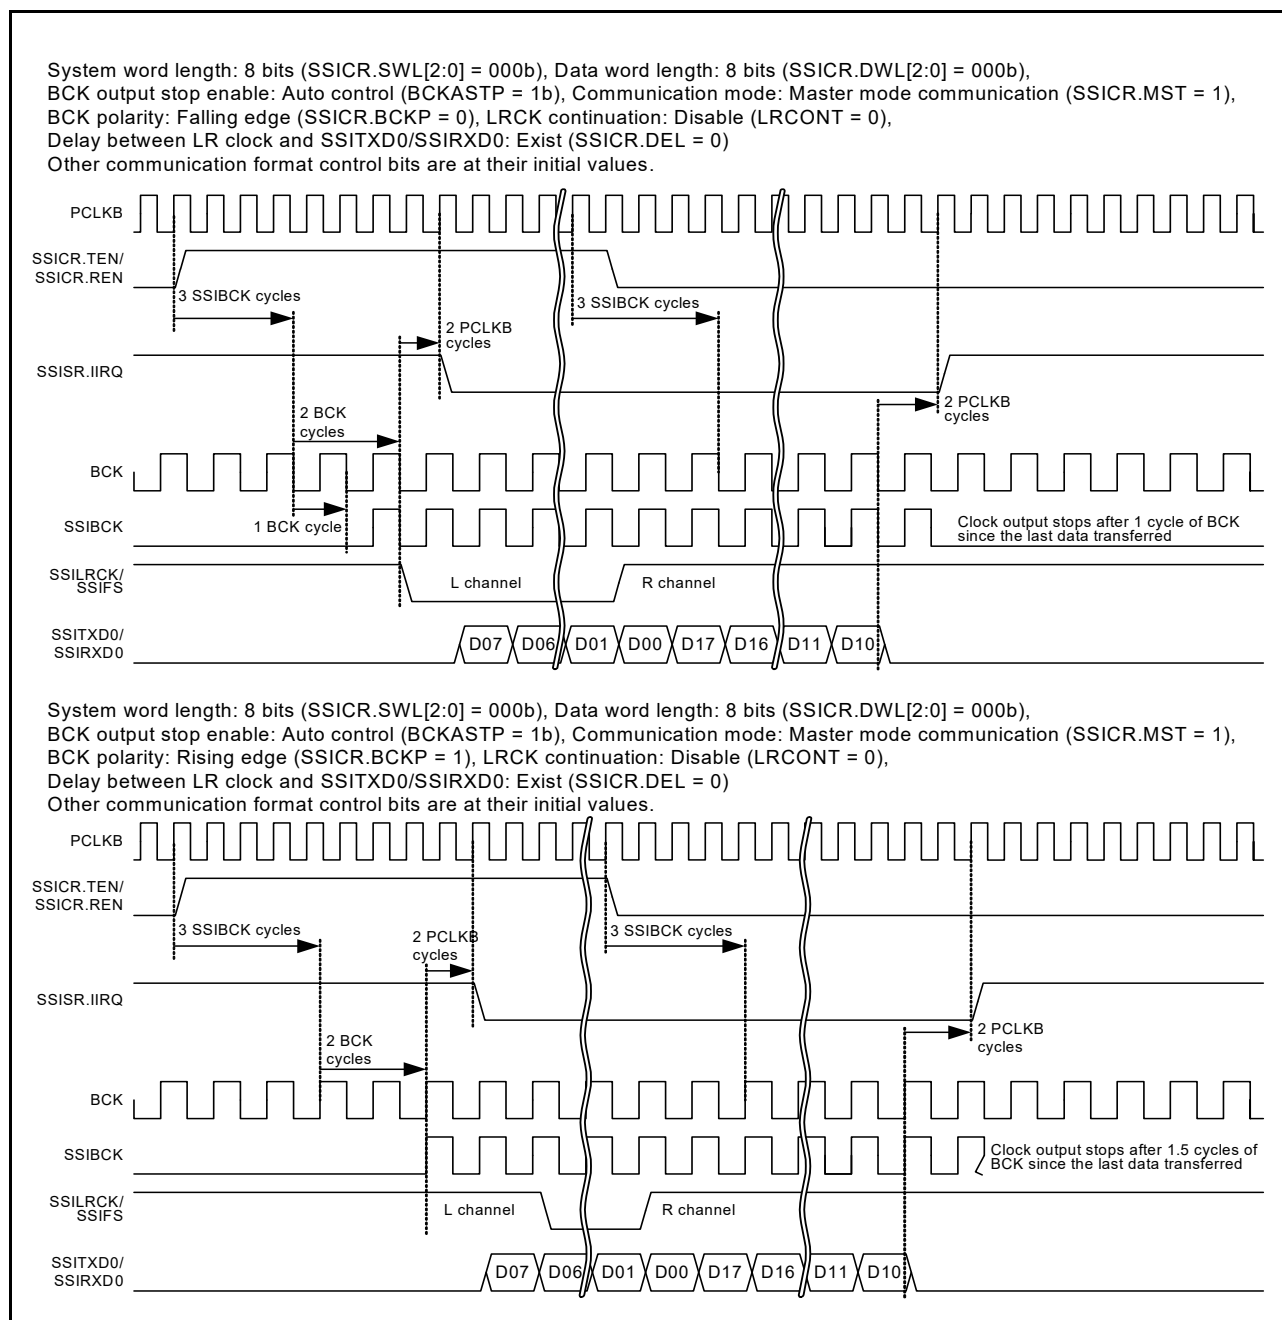 System word length: 8 bits (SSICR.SWL[2:0] = 000b), Data word length: 8 bits (SSICR.DWL[2:0] = 000b),
BCK output stop enable: Auto control (BCKASTP = 1b), Communication mode: Master mode communication (SSICR.MST = 1),
BCK polarity: Falling edge (SSICR.BCKP = 0), LRCK continuation: Disable (LRCONT = 0),
Delay between LR clock and SSITXD0/SSIRXD0: Exist (SSICR.DEL = 0)
Other communication format control bits are at their initial values.
PCLKB
SSICR.TEN/
SSICR.REN
3 SSIBCK cycles
3 SSIBCK cycles
2 PCLKB
cycles
SSISR.IIRQ
2 PCLKB
cycles
2 BCK
cycles
BCK
1 BCK cycle
SSIBCK
Clock output stops after 1 cycle of BCK
since the last data transferred
SSILRCK/
SSIFS
L channel
R channel
SSITXD0/
SSIRXD0
D07 D06 D01 D00 D17 D16 D11 D10
System word length: 8 bits (SSICR.SWL[2:0] = 000b), Data word length: 8 bits (SSICR.DWL[2:0] = 000b),
BCK output stop enable: Auto control (BCKASTP = 1b), Communication mode: Master mode communication (SSICR.MST = 1),
BCK polarity: Rising edge (SSICR.BCKP = 1), LRCK continuation: Disable (LRCONT = 0),
Delay between LR clock and SSITXD0/SSIRXD0: Exist (SSICR.DEL = 0)
Other communication format control bits are at their initial values.
PCLKB
SSICR.TEN/
SSICR.REN
3 SSIBCK cycles
2 PCLKB
cycles
3 SSIBCK cycles
SSISR.IIRQ
2 PCLKB
cycles
2 BCK
cycles
BCK
SSIBCK
Clock output stops after 1.5 cycles of
BCK since the last data transferred
SSILRCK/
SSIFS
L channel
R channel
SSITXD0/
SSIRXD0
D07 D06 D01 D00 D17 D16 D11 D10